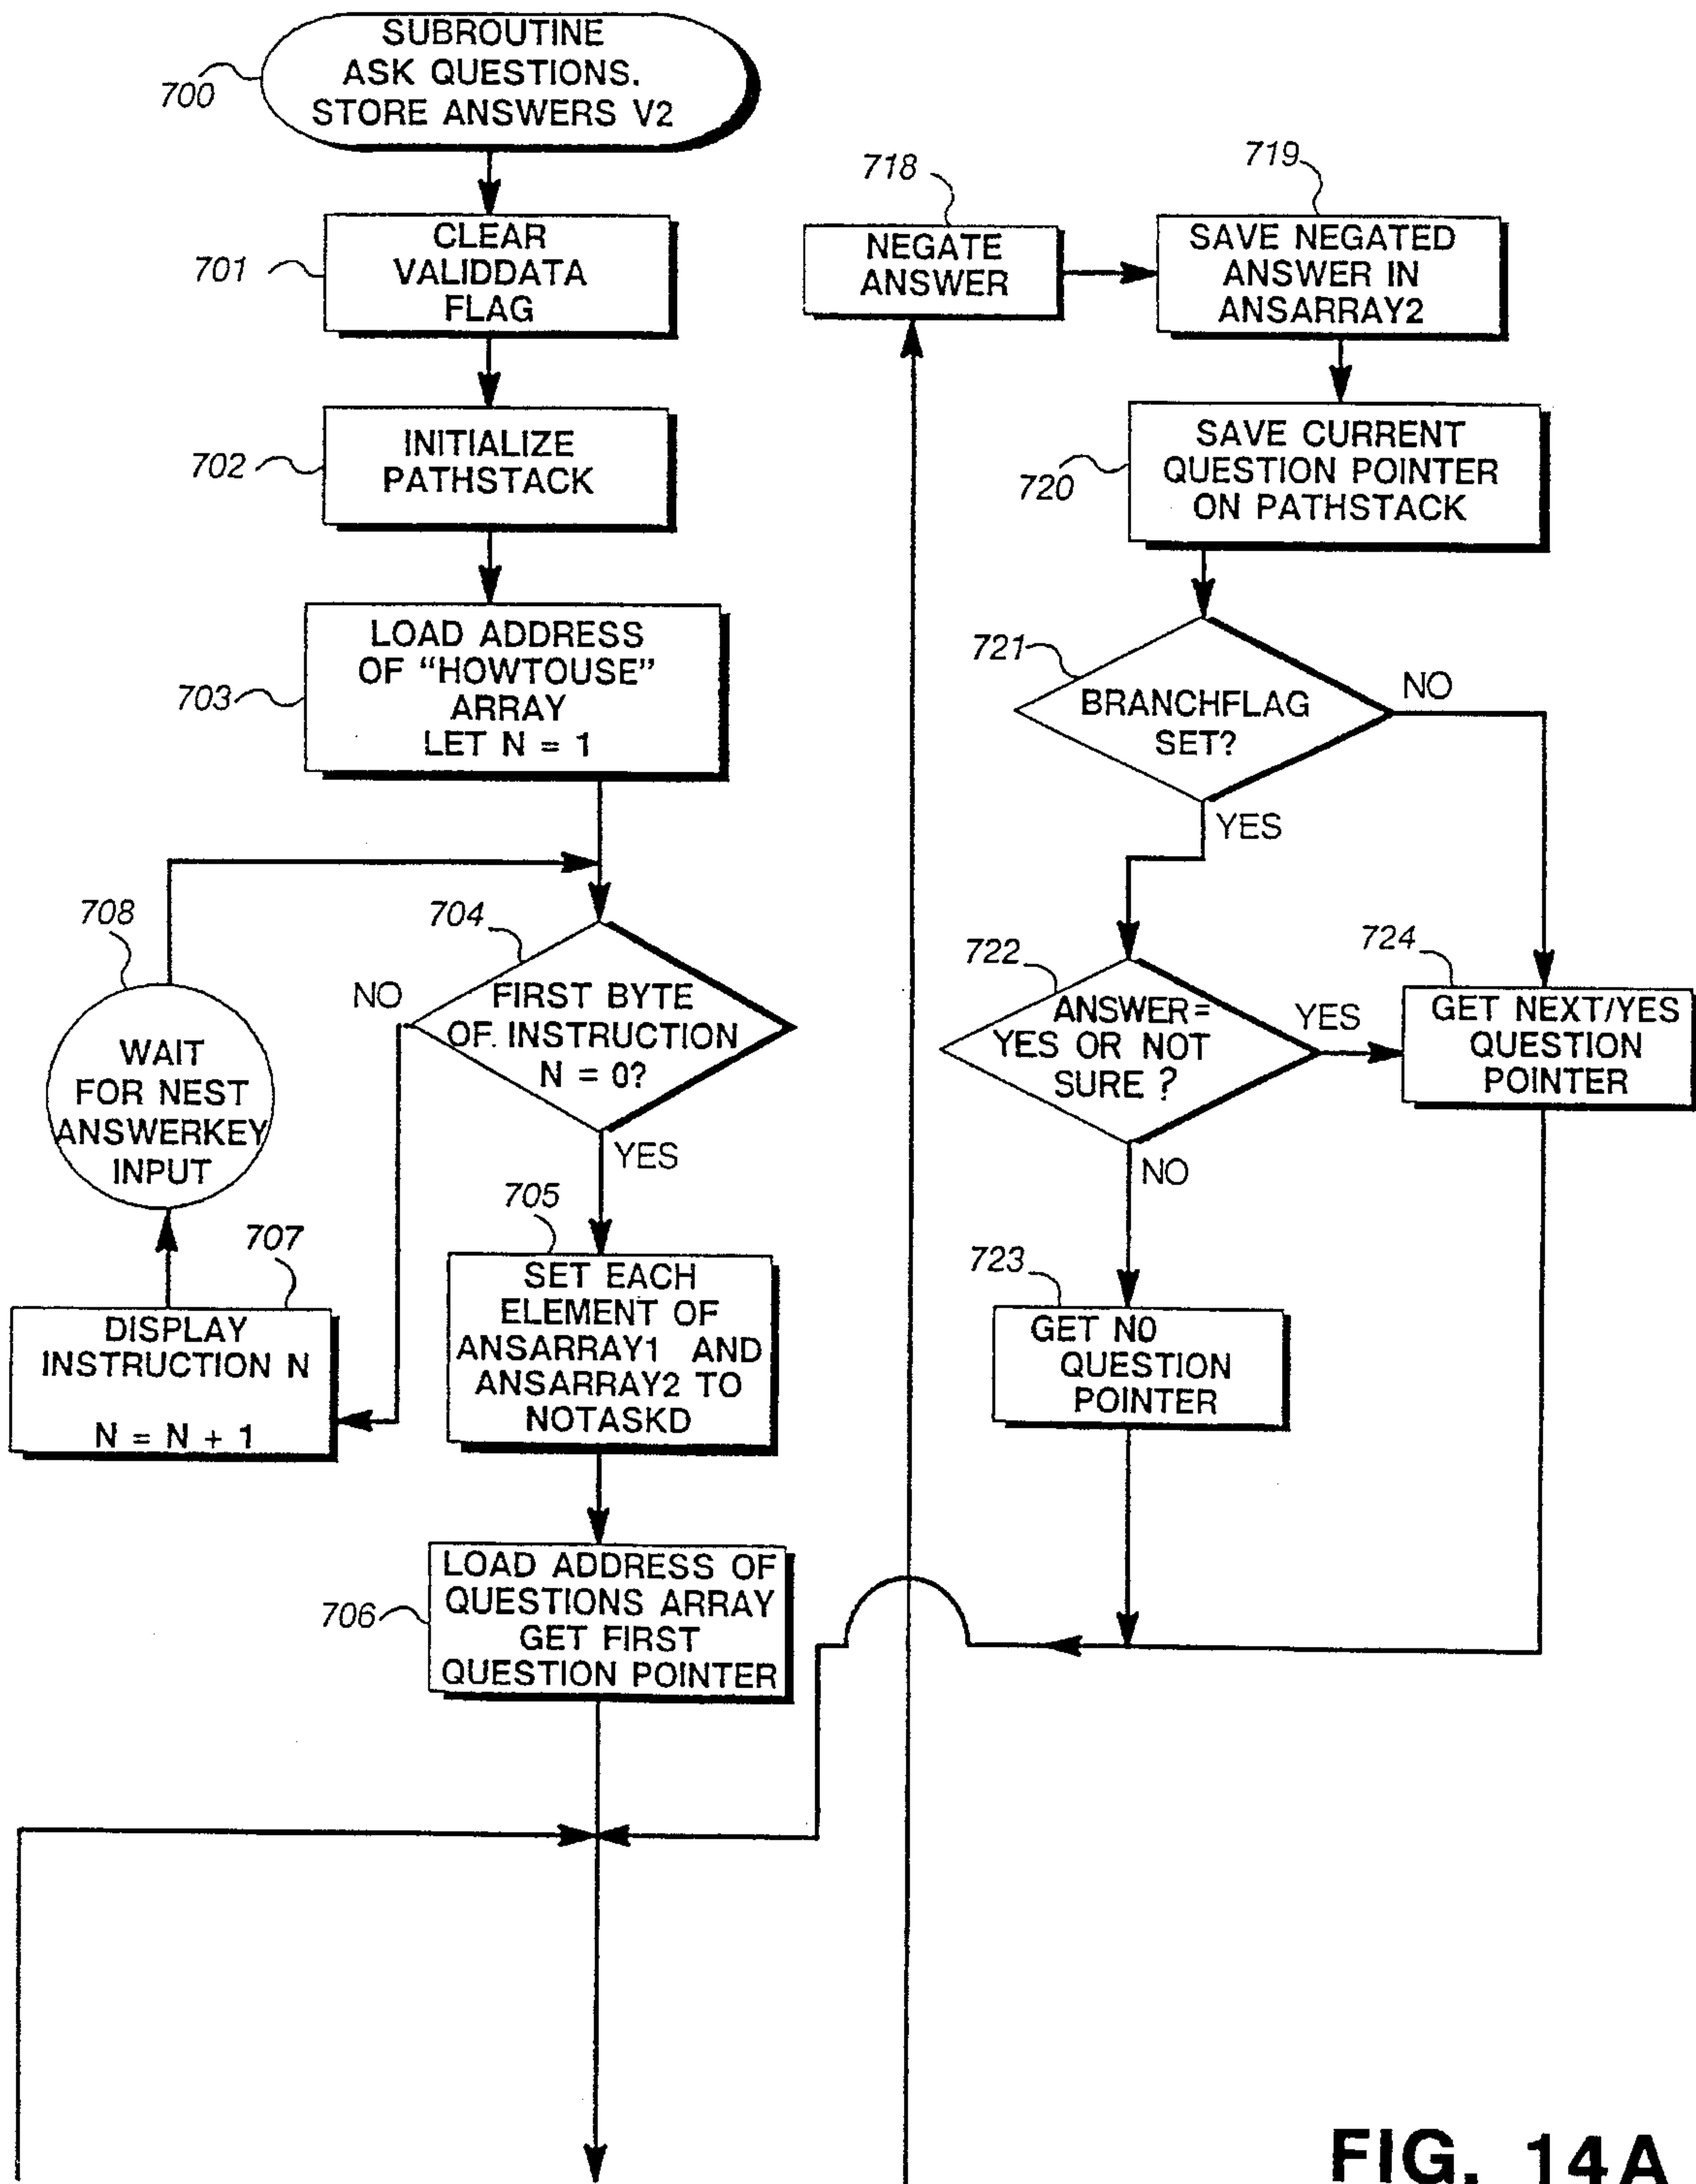 SUBROUTINE
ASK QUESTIONS.
STORE ANSWERS V2
700
CLEAR
VALIDDATA
FLAG
701
INITIALIZE
PATHSTACK
702
LOAD ADDRESS
OF “HOWTOUSE”
ARRAY
LET N = 1
703
704
FIRST BYTE
OF. INSTRUCTION
N = 0?
NO
YES
708
WAIT
FOR NEST
ANSWERKEY
INPUT
707
DISPLAY
INSTRUCTION N
N = N + 1
705
SET EACH
ELEMENT OF
ANSARRAY1 AND
ANSARRAY2 TO
NOTASKD
706
LOAD ADDRESS OF
QUESTIONS ARRAY
GET FIRST
QUESTION POINTER
718
NEGATE
ANSWER
719
SAVE NEGATED
ANSWER IN
ANSARRAY2
720
SAVE CURRENT
QUESTION POINTER
ON PATHSTACK
721
BRANCHFLAG
SET?
NO
YES
722
ANSWER=
YES OR NOT
SURE ?
YES
NO
724
GET NEXT/YES
QUESTION
POINTER
723
GET NO
QUESTION
POINTER
FIG. 14A